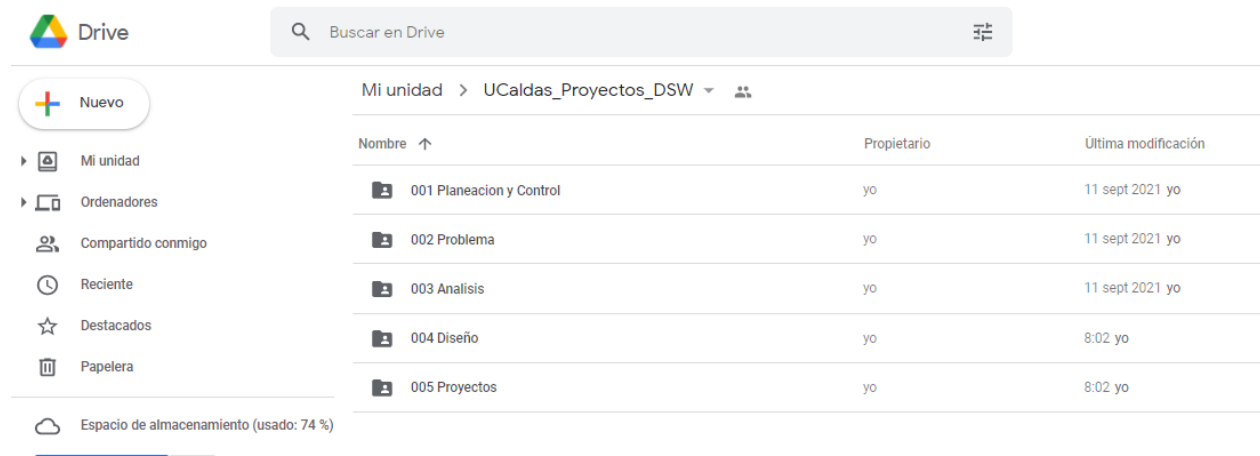 Drive
Buscar en Drive
Nuevo
Mi unidad
Ordenadores
Compartido conmigo
Reciente
Destacados
Papelera
Espacio de almacenamiento (usado: 74 %)
Mi unidad > UCaldas_Proyectos_DSW
Nombre Propietario Última modificación
001 Planeacion y Control yo 11 sept 2021 yo
002 Problema yo 11 sept 2021 yo
003 Analisis yo 11 sept 2021 yo
004 Diseño yo 8:02 yo
005 Proyectos yo 8:02 yo